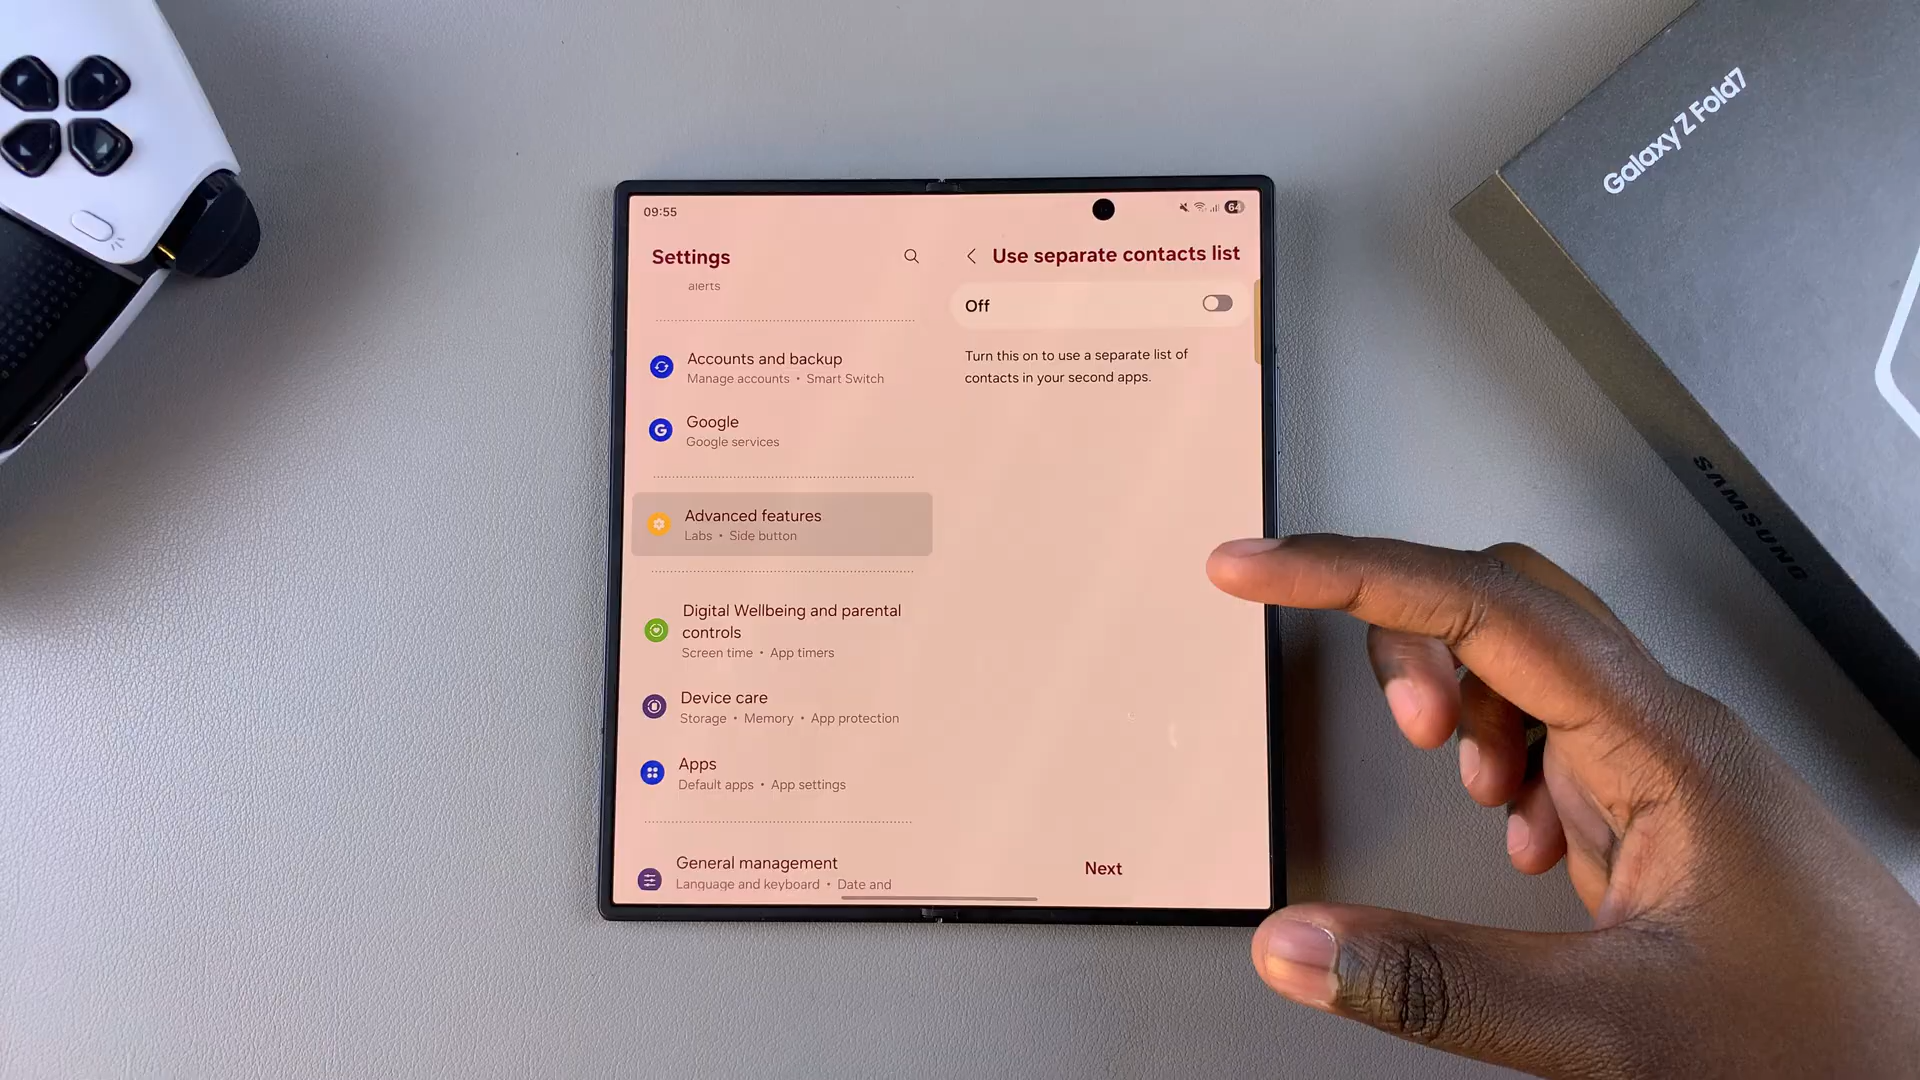 09:55
64
Settings
alerts
Accounts and backup
Manage accounts • Smart Switch
Google
Google services
Advanced features
Labs • Side button
Digital Wellbeing and parental
controls
Screen time • App timers
Device care
Storage • Memory • App protection
Apps
Default apps • App settings
General management
Language and keyboard • Date and
Use separate contacts list
Off
Turn this on to use a separate list of
contacts in your second apps.
Next
Galaxy Z Fold7
SAMSUNG